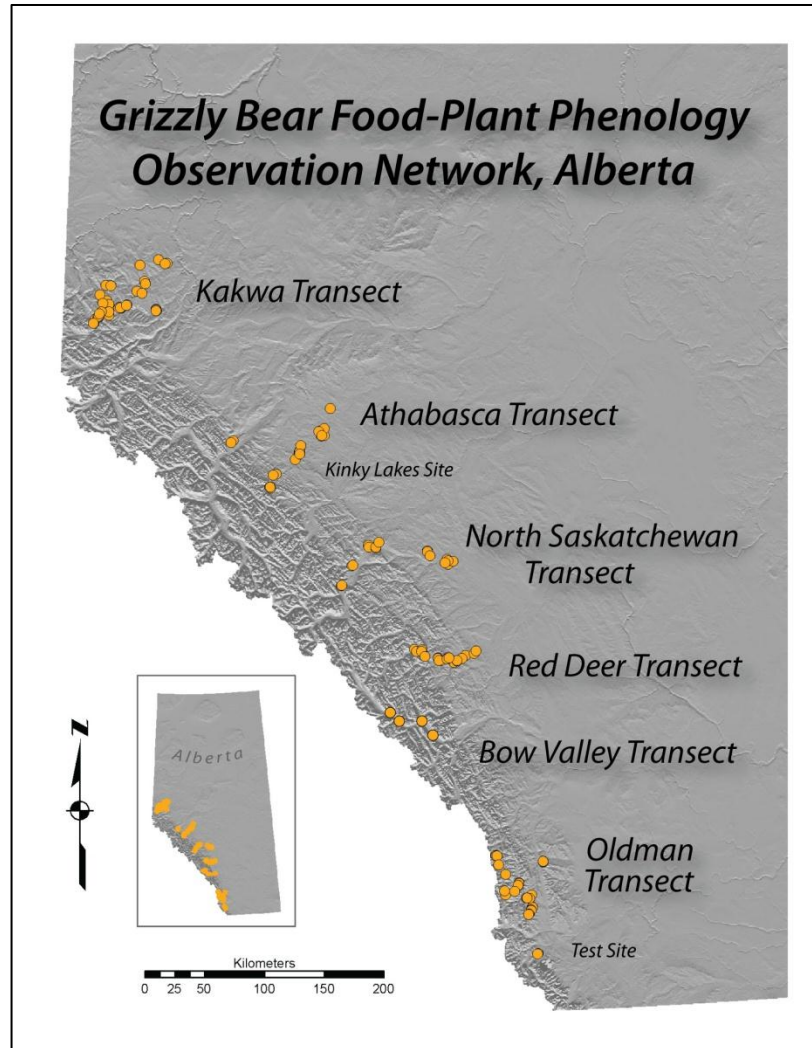 Grizzly Bear Food-Plant Phenology
Observation Network, Alberta
Kakwa Transect
Athabasca Transect
Kinky Lakes Site
North Saskatchewan
Transect
Red Deer Transect
Bow Valley Transect
Oldman
Transect
Test Site
Alberta
N
Kilometers
0 25 50 100 150 200